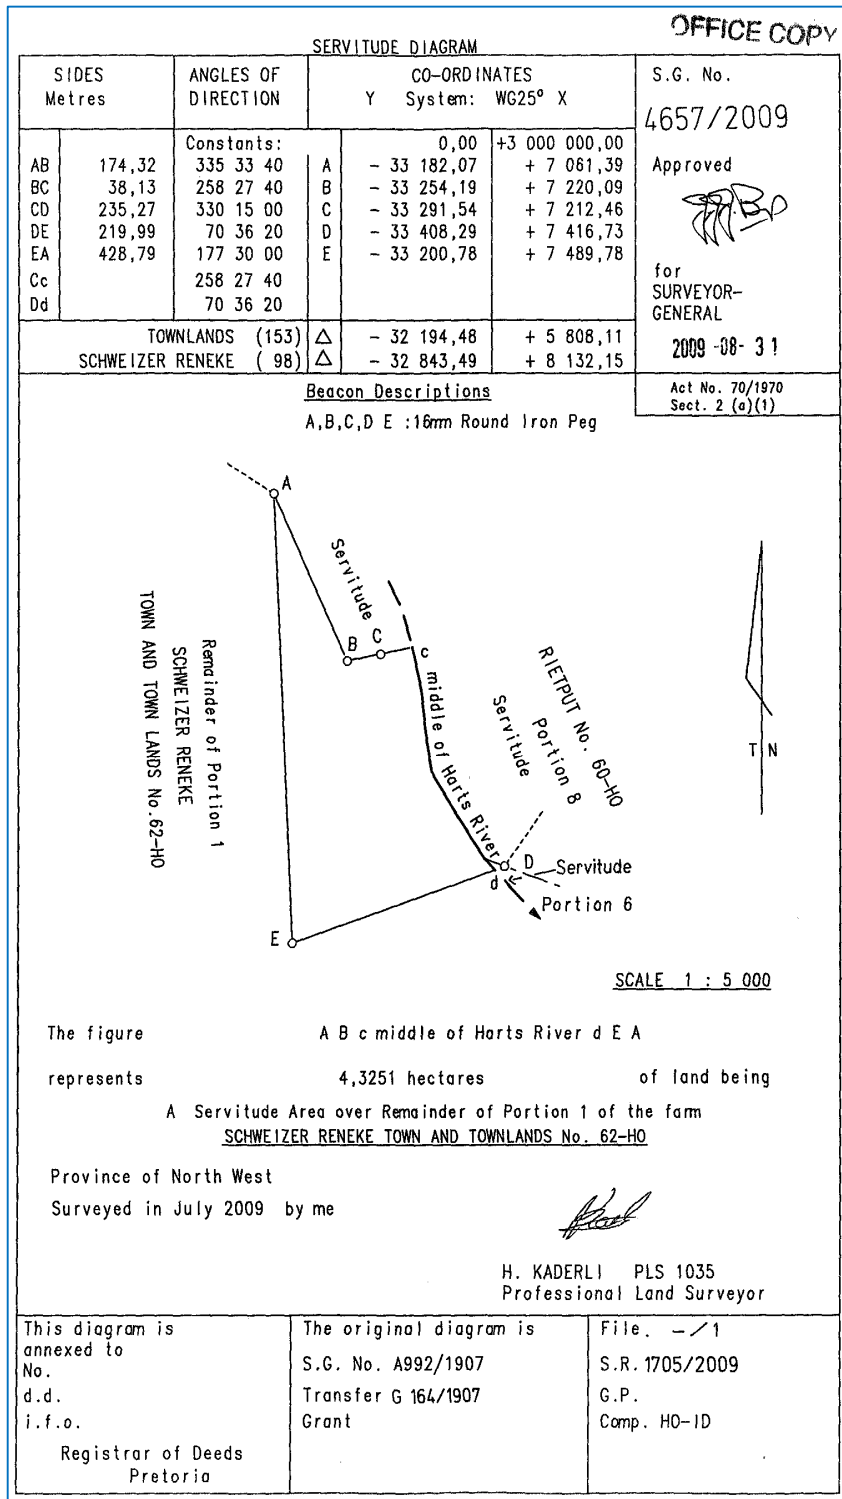 OFFICE COPY
SERVITUDE DIAGRAM
SIDES
Metres
ANGLES OF
DIRECTION
CO-ORDINATES
Y System: WG25° X
S.G. No.
4657/2009
Approved
for
SURVEYOR-
GENERAL
2009-08-31
Act No. 70/1970
Sect. 2 (a)(1)
Constants: 0,00 +3 000 000,00
AB 174,32 335 33 40 A - 33 182,07 + 7 061,39
BC 38,13 258 27 40 B - 33 254,19 + 7 220,09
CD 235,27 330 15 00 C - 33 291,54 + 7 212,46
DE 219,99 70 36 20 D - 33 408,29 + 7 416,73
EA 428,79 177 30 00 E - 33 200,78 + 7 489,78
Cc 258 27 40
Dd 70 36 20
TOWNLANDS (153) △ - 32 194,48 + 5 808,11
SCHWEIZER RENEKE ( 98) △ - 32 843,49 + 8 132,15
Beacon Descriptions
A,B,C,D E :16mm Round Iron Peg
A
Servitude
B
C
c
middle of Harts River
RIETPUT No. 60-HO
Portion 8
Servitude
Remainder of Portion 1
SCHWEIZER RENEKE
TOWN AND TOWN LANDS No.62-HO
T N
D
d
Servitude
Portion 6
E
SCALE 1 : 5 000
The figure A B c middle of Harts River d E A
represents 4,3251 hectares of land being
A Servitude Area over Remainder of Portion 1 of the farm
SCHWEIZER RENEKE TOWN AND TOWNLANDS No. 62-HO
Province of North West
Surveyed in July 2009 by me
H. KADERLI PLS 1035
Professional Land Surveyor
This diagram is
annexed to
No.
d.d.
i.f.o.
Registrar of Deeds
Pretoria
The original diagram is
S.G. No. A992/1907
Transfer G 164/1907
Grant
File. -/1
S.R. 1705/2009
G.P.
Comp. HO-1D